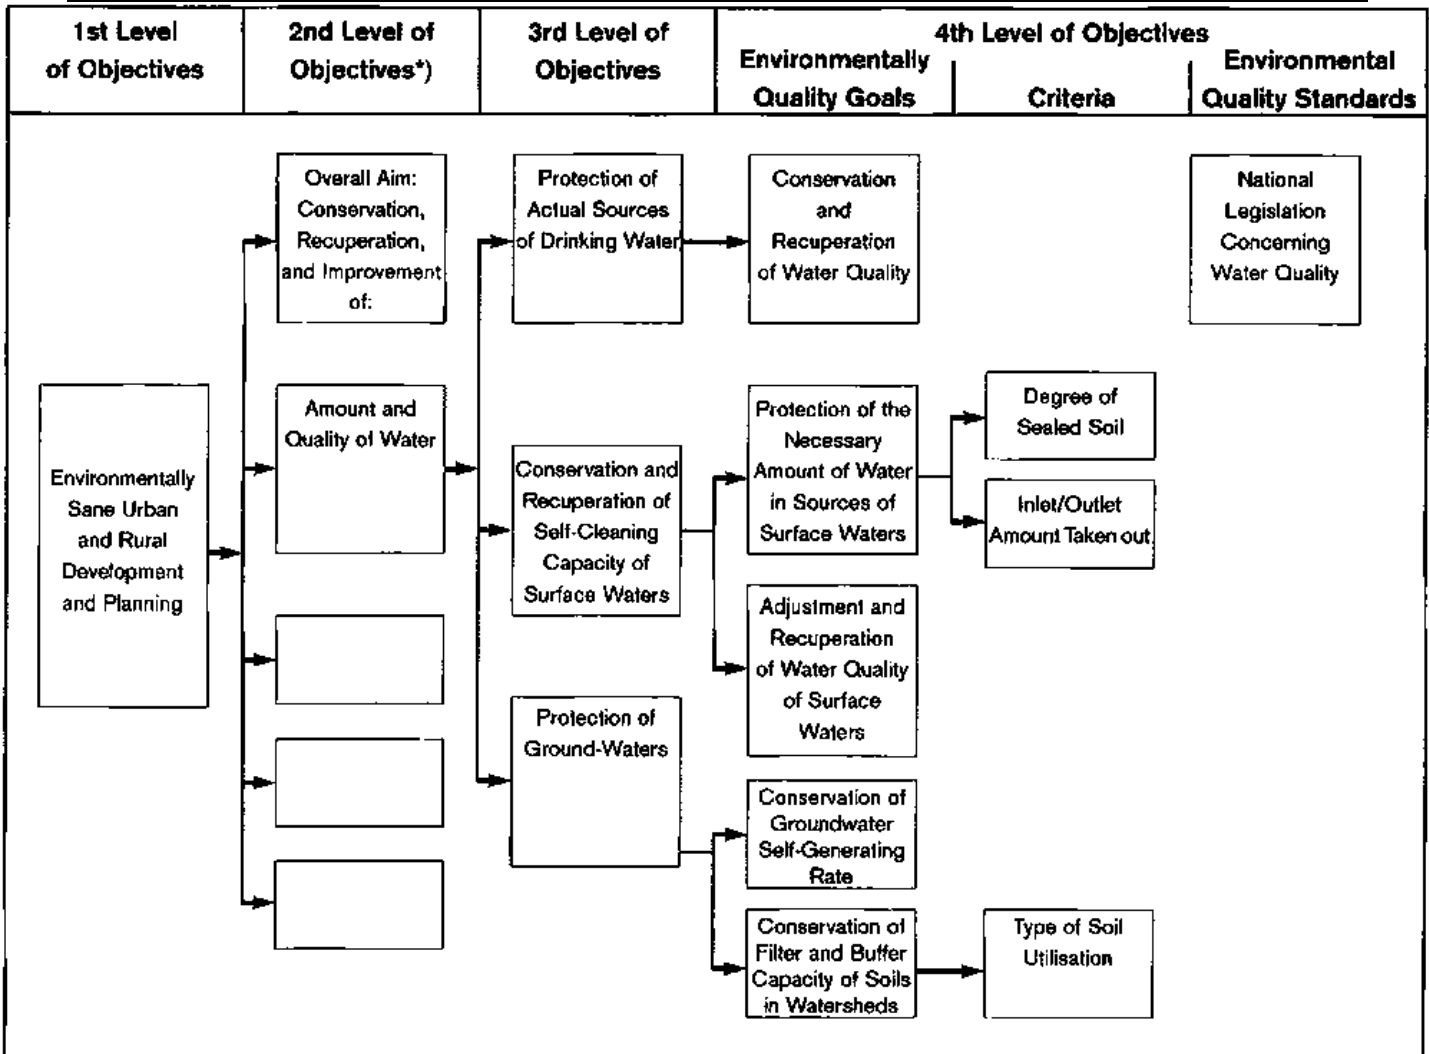 1st Level
of Objectives
2nd Level of
Objectives*)
3rd Level of
Objectives
4th Level of Objectives
Environmentally
Quality Goals
Criteria
Environmental
Quality Standards
Overall Aim:
Conservation,
Recuperation,
and Improvement
of:
Protection of
Actual Sources
of Drinking Water
Conservation
and
Recuperation
of Water Quality
National
Legislation
Concerning
Water Quality
Environmentally
Sane Urban
and Rural
Development
and Planning
Amount and
Quality of Water
Conservation and
Recuperation of
Self-Cleaning
Capacity of
Surface Waters
Protection of the
Necessary
Amount of Water
in Sources of
Surface Waters
Degree of
Sealed Soil
Inlet/Outlet
Amount Taken out
Adjustment and
Recuperation
of Water Quality
of Surface
Waters
Protection of
Ground-Waters
Conservation of
Groundwater
Self-Generating
Rate
Conservation of
Filter and Buffer
Capacity of Soils
in Watersheds
Type of Soil
Utilisation